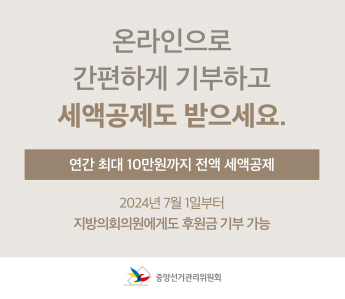 온라인으로
간편하게 기부하고
세액공제도 받으세요.
연간 최대 10만원까지 전액 세액공제
2024년 7월 1일부터
지방의회의원에게도 후원금 기부 가능
중앙선거관리위원회